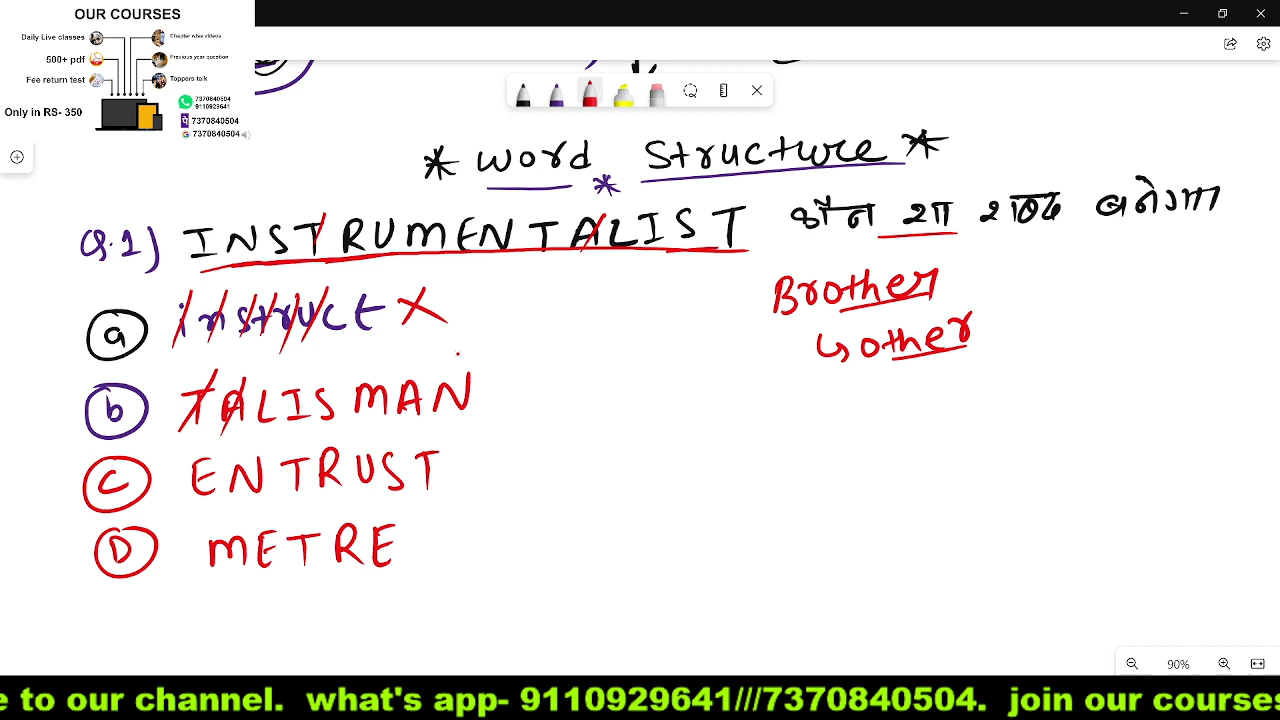 OUR COURSES
Daily Live classes
Chapter wise videos
500+ pdf
Previous year question
Fee return test
Toppers talk
Only in RS- 350
7370840504
9110929641
7370840504
7370840504
* Word Structure *
*
Q.1) INSTRUMENTALIST कौन सा शब्द बनेगा
Brother
↳ other
a instruct X
b TALISMAN
C ENTRUST
D METRE
90%
e to our channel. what's app- 9110929641///7370840504. join our courses